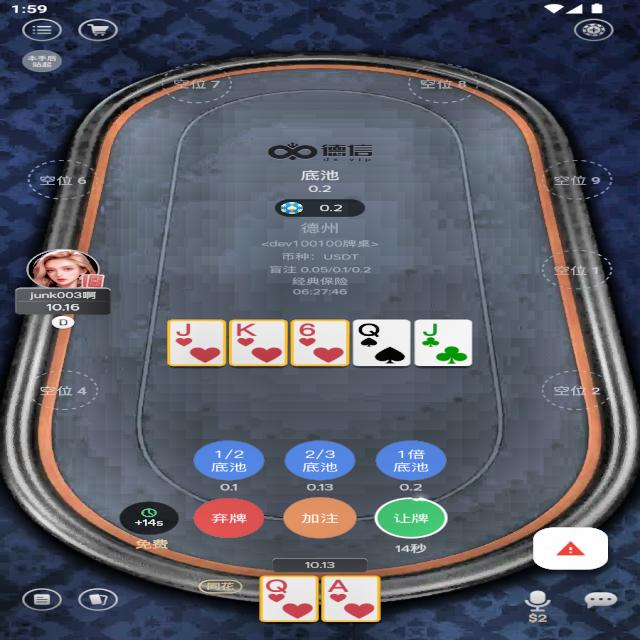 1:59
本手后
站起
空位 7
空位 8
德信
dx.vip
底池
0.2
0.2
空位 6
空位 9
德州
<dev100100牌桌>
币种：USDT
盲注 0.05/0.1/0.2
经典保险
06:27:46
空位 1
junk003啊
10.16
D
J
K
6
Q
J
空位 4
空位 2
1/2
底池
2/3
底池
1倍
底池
0.1
0.13
0.2
+14s
弃牌
加注
让牌
免费
14秒
10.13
同花
Q
A
$2